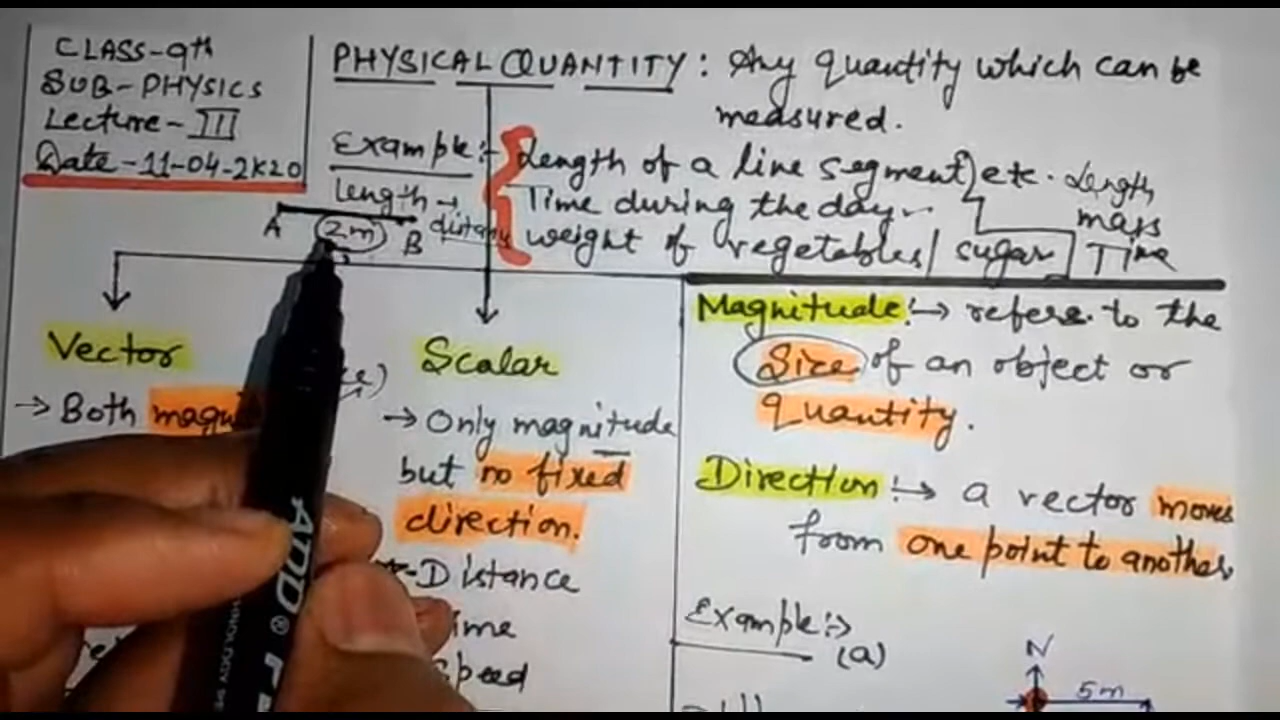 CLASS-9th
SUB-PHYSICS
Lecture-III
Date-11-04-2K20
PHYSICAL QUANTITY: Any quantity which can be
measured.
Example:- Length of a line segment etc.
Time during the day
weight of vegetables/ sugar
Length
mass
Time
Length → distance
A 2m B
Vector
→ Both
Scalar
→ Only magnitude
but no fixed
direction.
Distance
Speed
Magnitude:→ refers to the
Size of an object or
quantity.
Direction:→ a vector moves
from one point to another
Example:→
(a)
N
5m
ADD